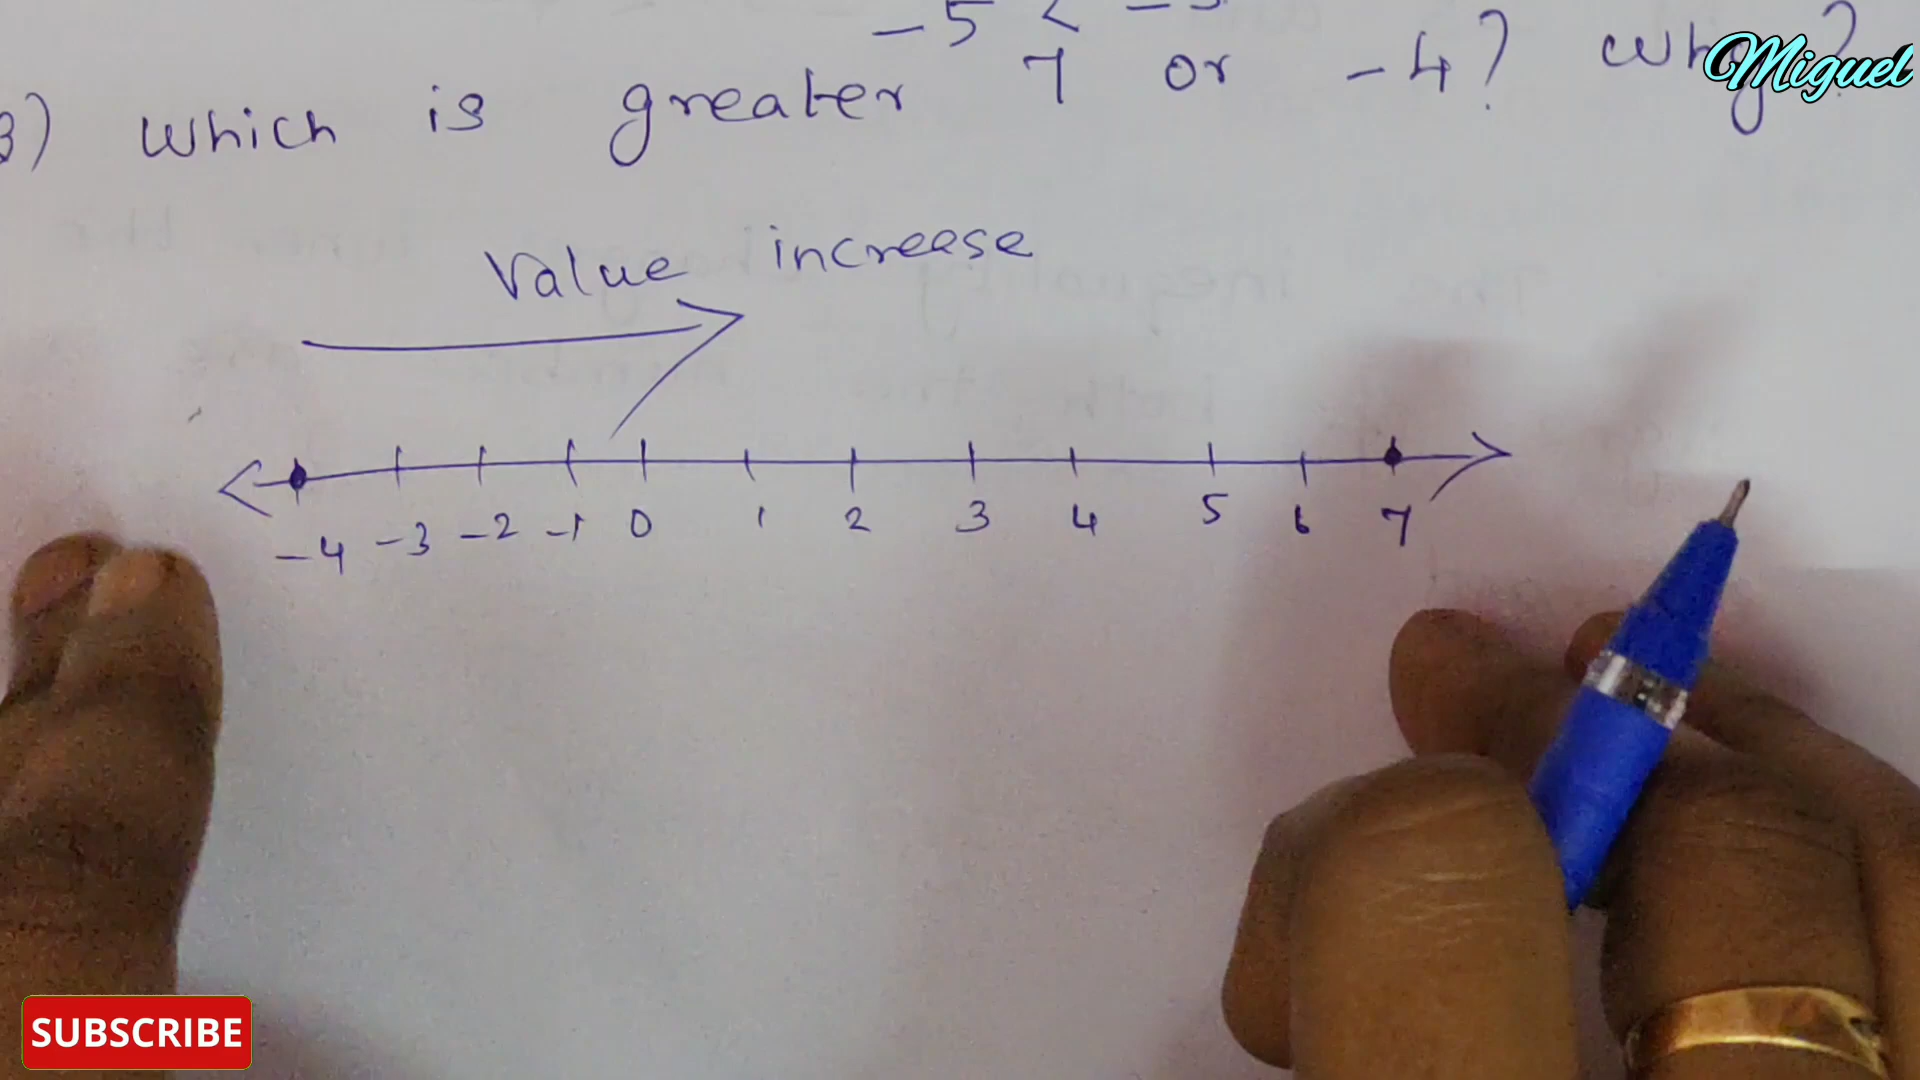 -5 <
3) which is greater 7 or -4? why?
Miguel
Value increase
-4 -3 -2 -1 0 1 2 3 4 5 6 7
SUBSCRIBE